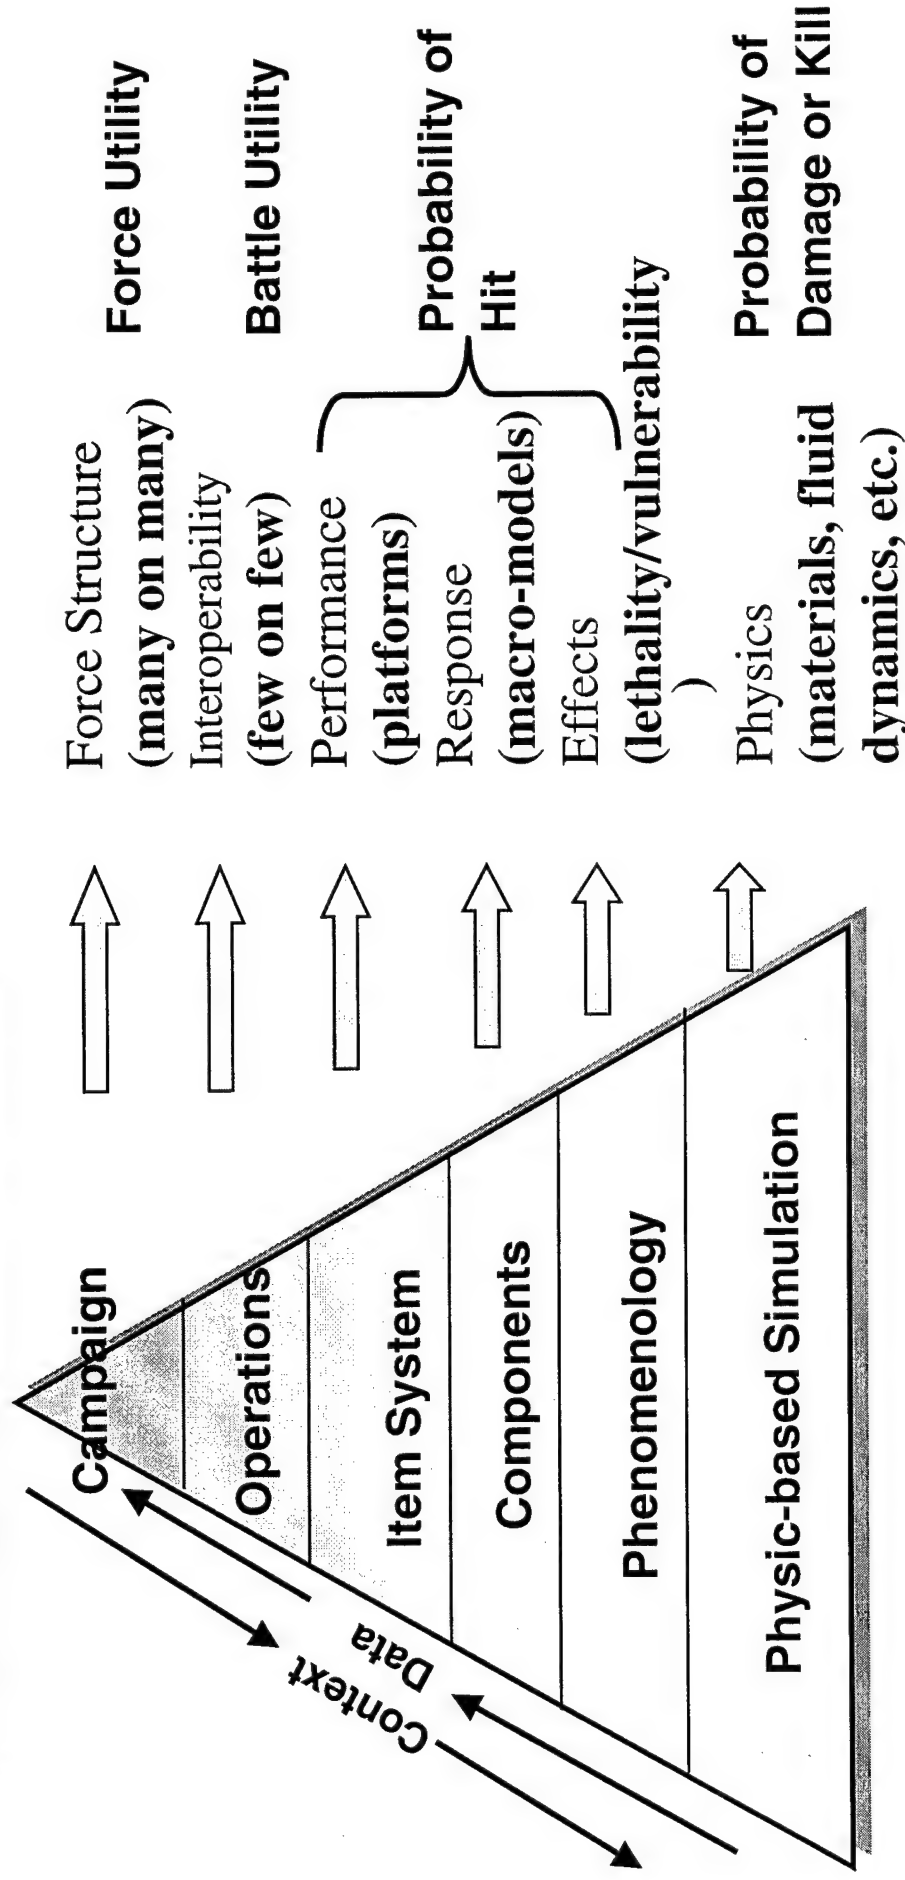 Campaign
Operations
Item System
Components
Phenomenology
Physic-based Simulation
Context
Data
Force Structure
(many on many)
Interoperability
(few on few)
Performance
(platforms)
Response
(macro-models)
Effects
(lethality/vulnerability
)
Physics
(materials, fluid
dynamics, etc.)
Force Utility
Battle Utility
Probability of
Hit
Probability of
Damage or Kill